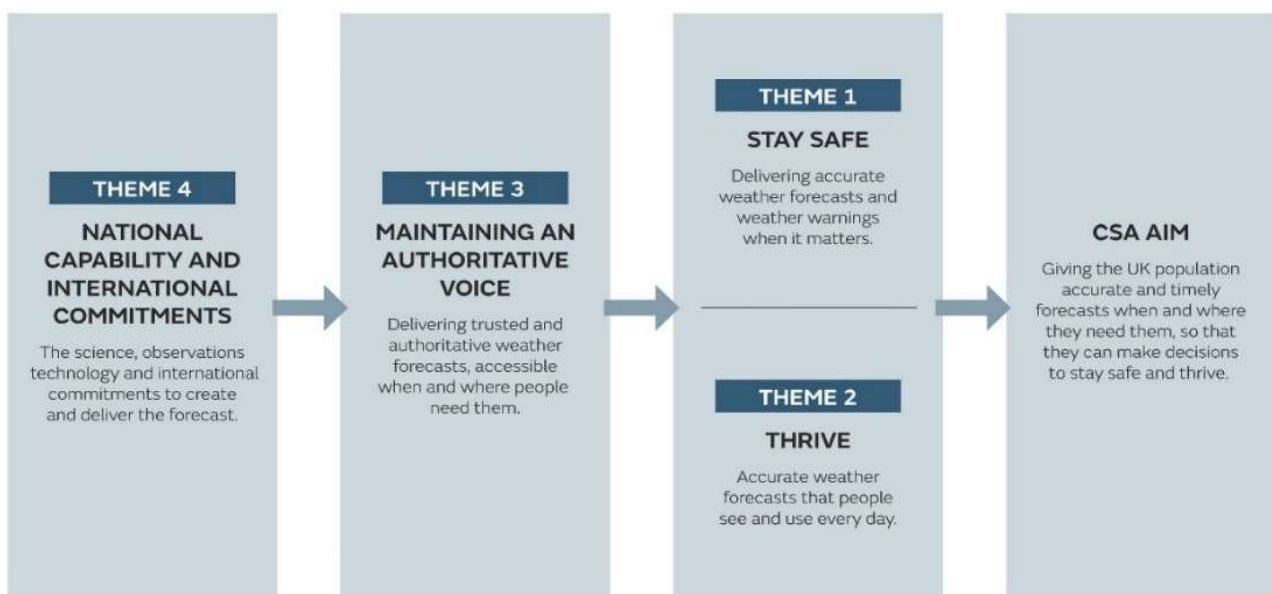 THEME 4
NATIONAL
CAPABILITY AND
INTERNATIONAL
COMMITMENTS
The science, observations
technology and international
commitments to create
and deliver the forecast.
THEME 3
MAINTAINING AN
AUTHORITATIVE
VOICE
Delivering trusted and
authoritative weather
forecasts, accessible
when and where people
need them.
THEME 1
STAY SAFE
Delivering accurate
weather forecasts and
weather warnings
when it matters.
THEME 2
THRIVE
Accurate weather
forecasts that people
see and use every day.
CSA AIM
Giving the UK population
accurate and timely
forecasts when and where
they need them, so that
they can make decisions
to stay safe and thrive.